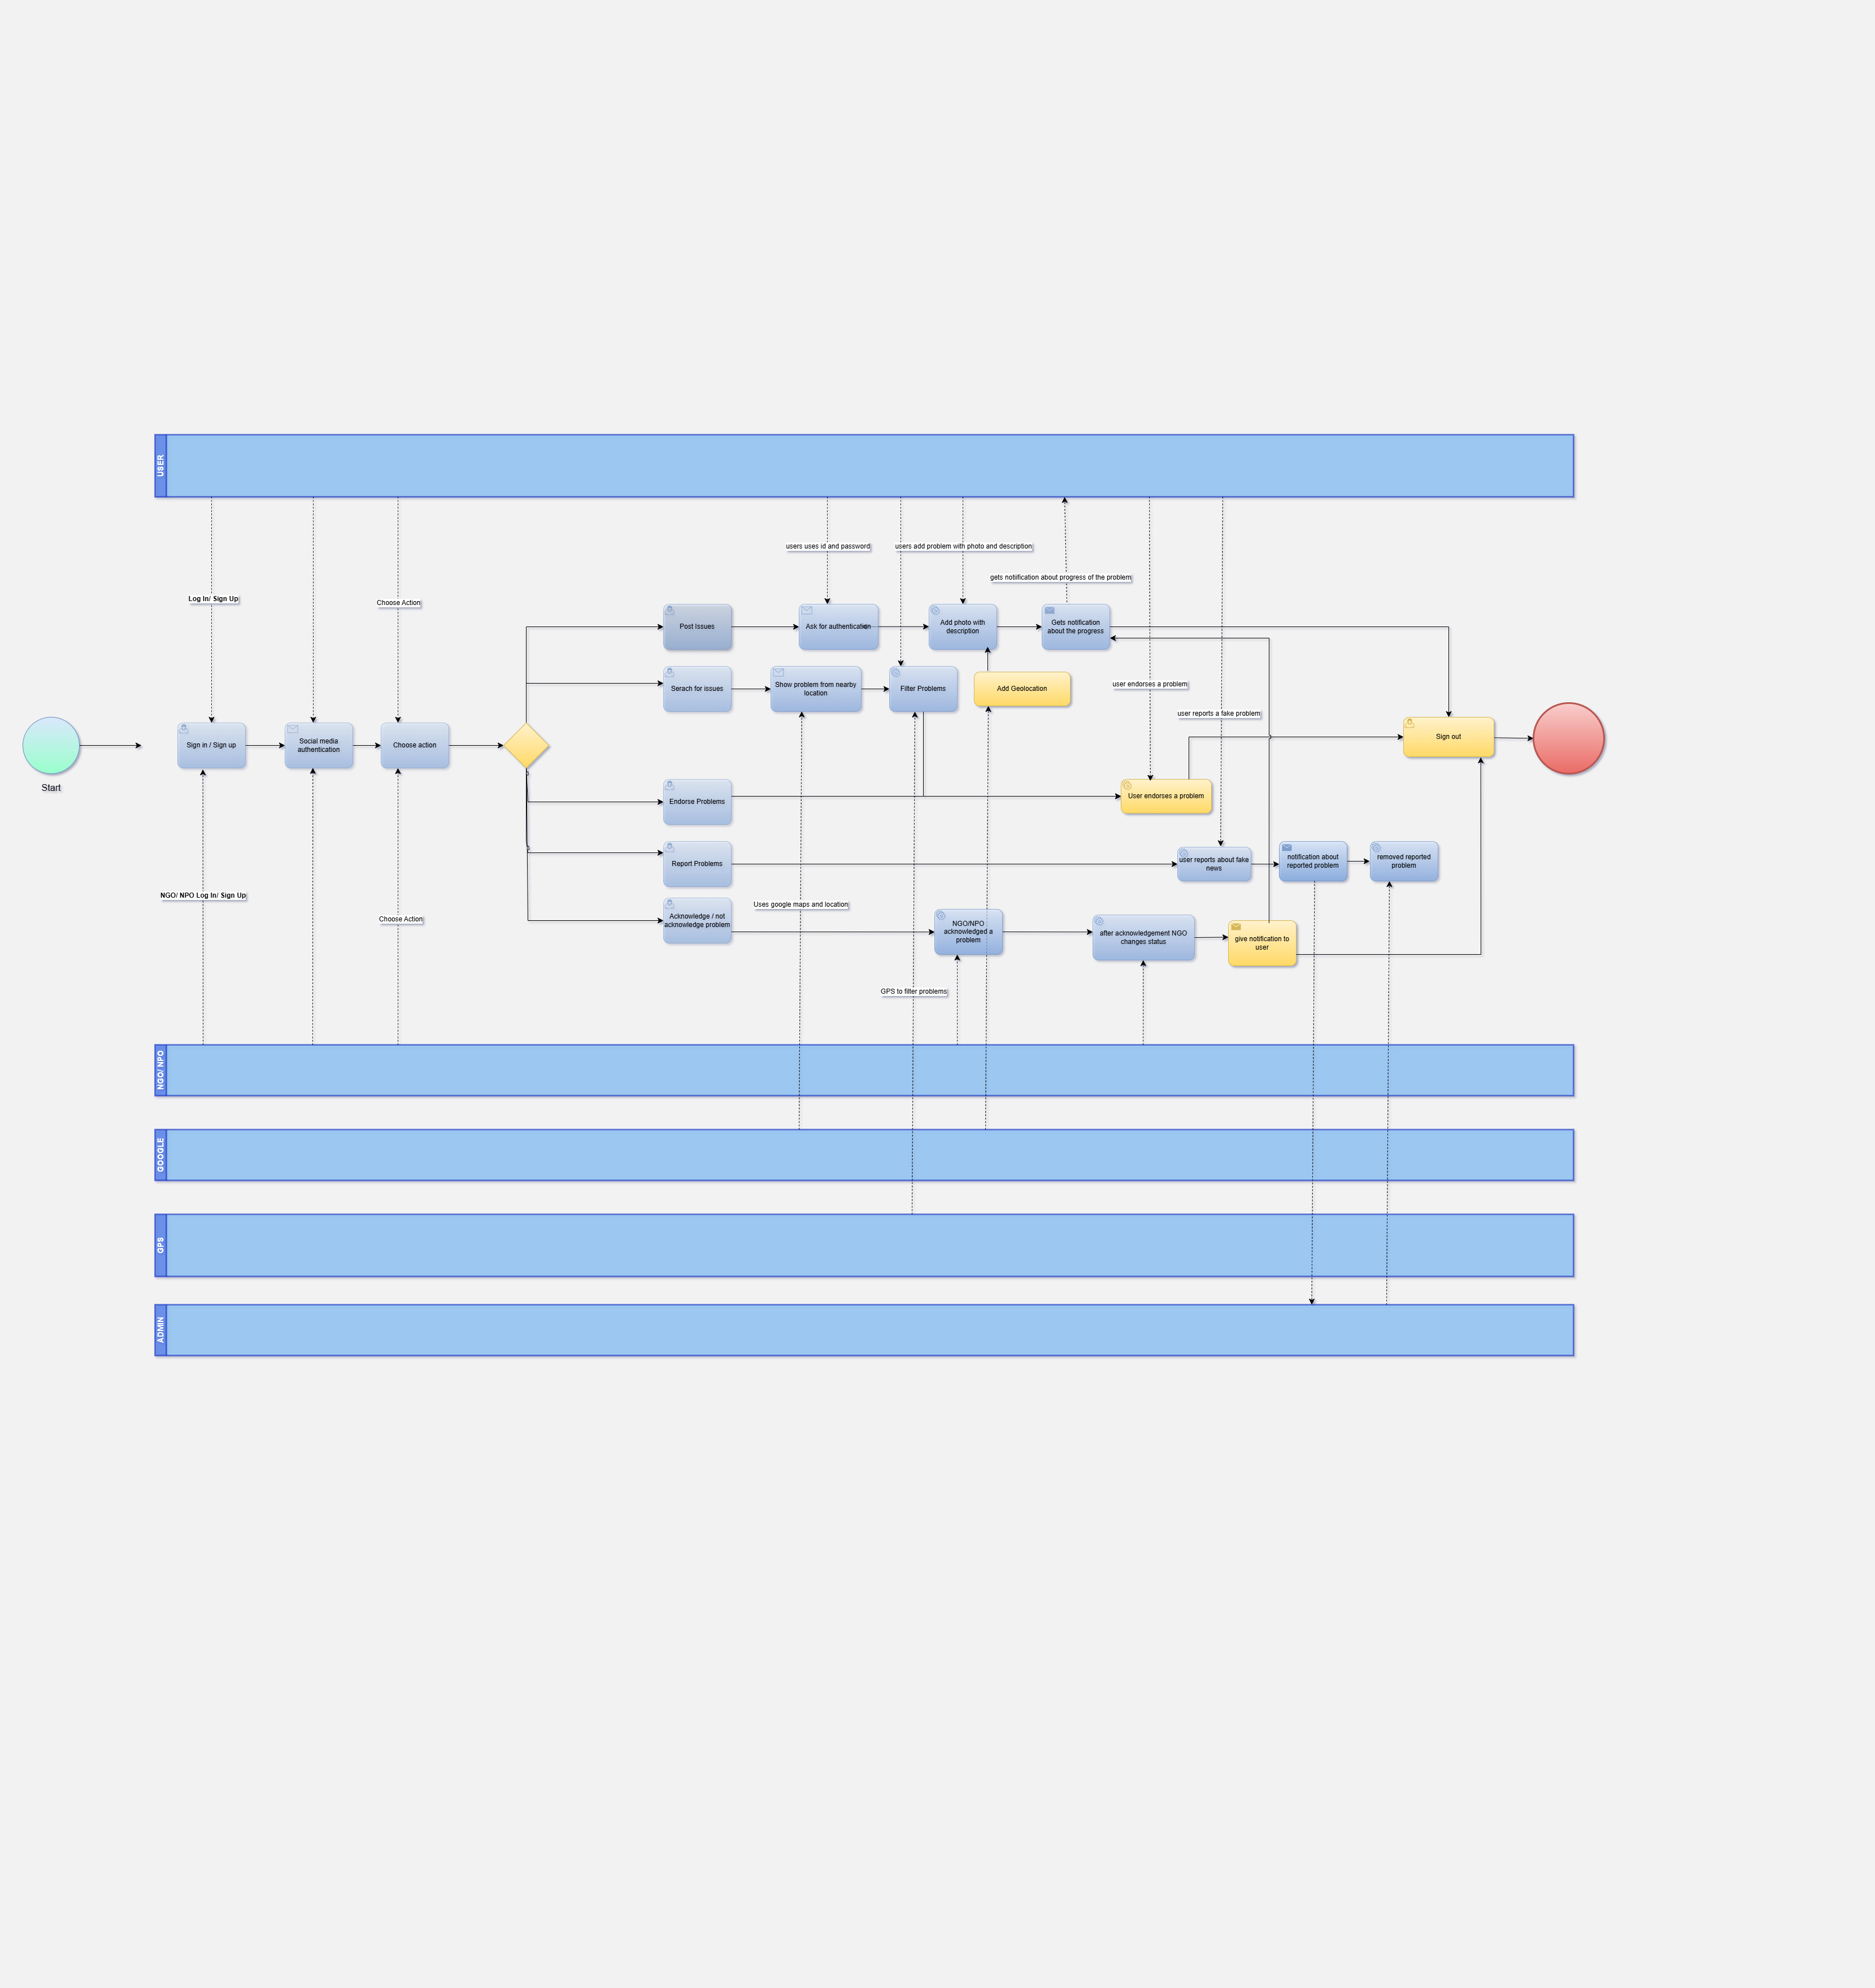 USER
users uses id and password
users add problem with photo and description
gets notiification about progress of the problem
Log In/ Sign Up
Choose Action
Post Issues
Ask for authentication
Add photo with
description
Gets notification
about the progress
Serach for issues
Show problem from nearby
location
Filter Problems
Add Geolocation
user endorses a problem
user reports a fake problem
Start
Sign in / Sign up
Social media
authentication
Choose action
Sign out
Endorse Problems
User endorses a problem
Report Problems
user reports about fake
news
notification about
reported problem
removed reported
problem
NGO/ NPO Log In/ Sign Up
Choose Action
Acknowledge / not
acknowledge problem
Uses google maps and location
NGO/NPO
acknowledged a
problem
after acknowledgement NGO
changes status
give notification to
user
GPS to filter problems
NGO/ NPO
GOOGLE
GPS
ADMIN